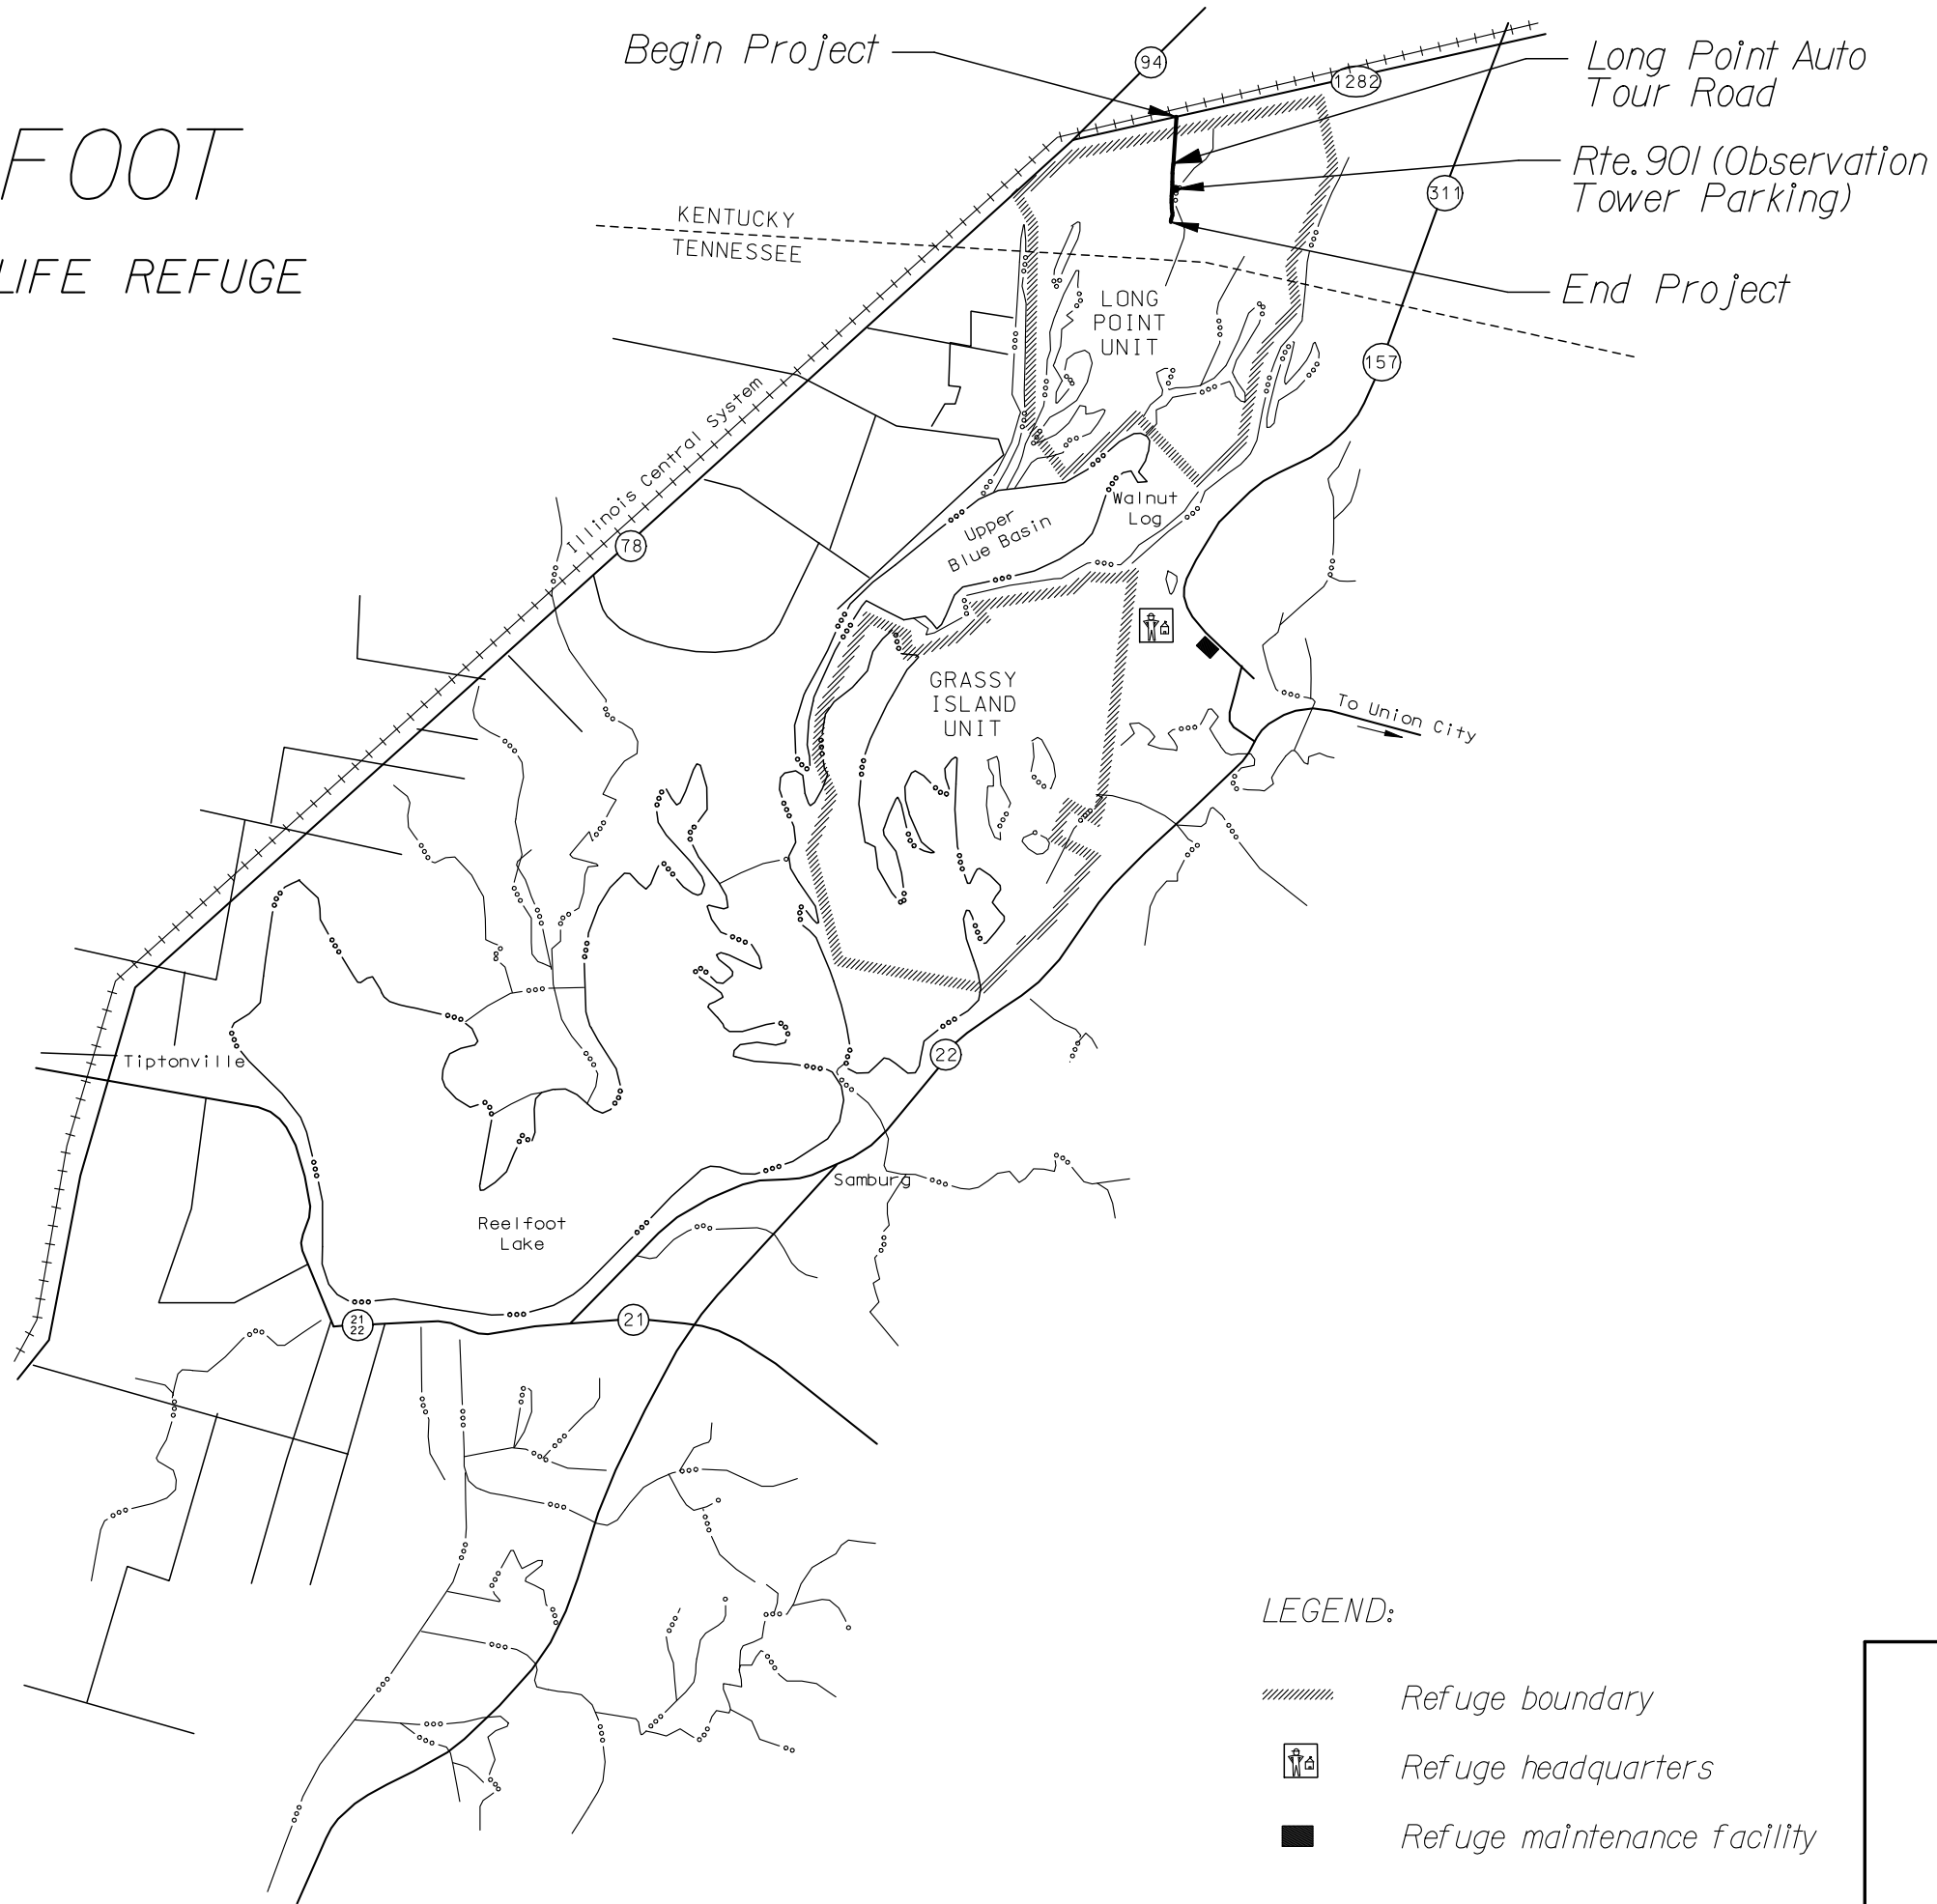 FOOT
LIFE REFUGE
Begin Project
94
1282
Long Point Auto
Tour Road
Rte. 901 (Observation
Tower Parking)
311
End Project
KENTUCKY
TENNESSEE
LONG
POINT
UNIT
157
Illinois Central System
78
Walnut
Log
Upper
Blue Basin
GRASSY
ISLAND
UNIT
To Union City
Tiptonville
22
Samburg
Reelfoot
Lake
21
22
21
LEGEND:
Refuge boundary
Refuge headquarters
Refuge maintenance facility